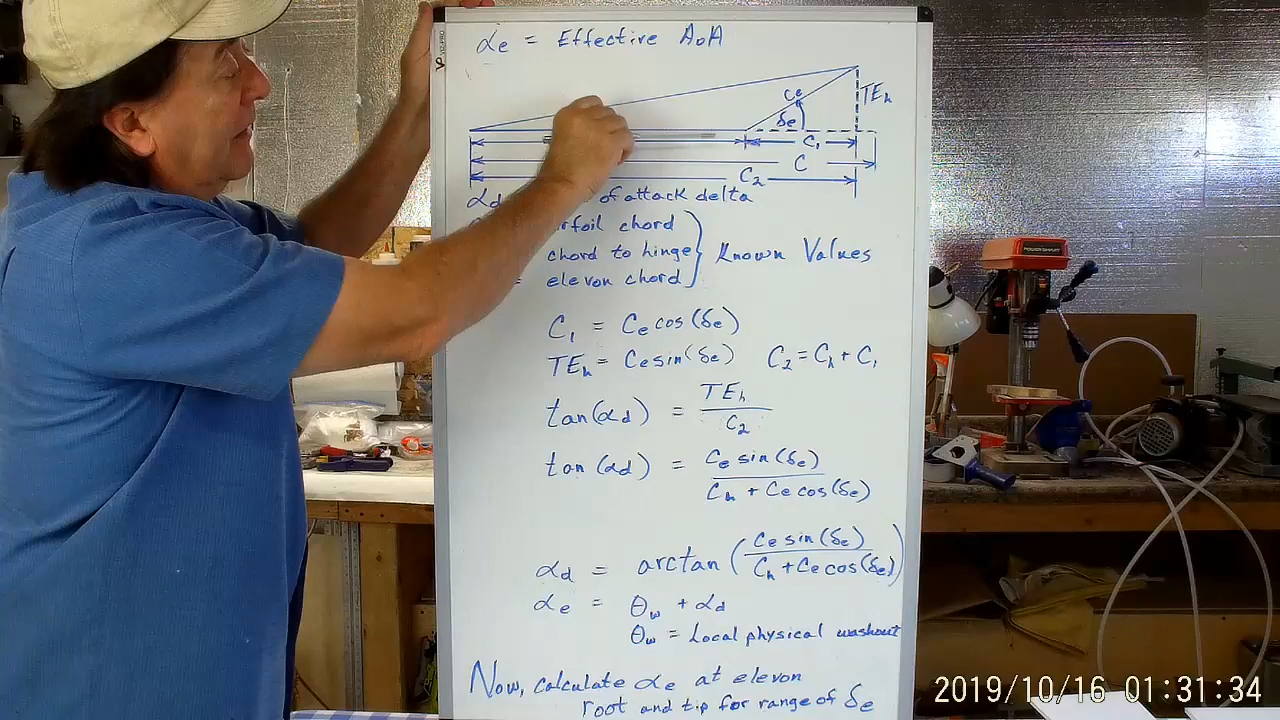 αe = Effective AoA
Ce
TEh
δe
C1
C
C2
αd of attack delta
chord
chord to hinge
Known Values
elevon chord
C1 = Ce cos(δe)
TEh = Ce sin(δe) C2 = Ch + C1
tan(αd) = TEh / C2
tan(αd) = Ce sin(δe) / Ch + Ce cos(δe)
αd = arctan (Ce sin(δe) / Ch + Ce cos(δe))
αe = θw + αd
θw = Local physical washout
Now, calculate αe at elevon
root and tip for range of δe
2019/10/16 01:31:34